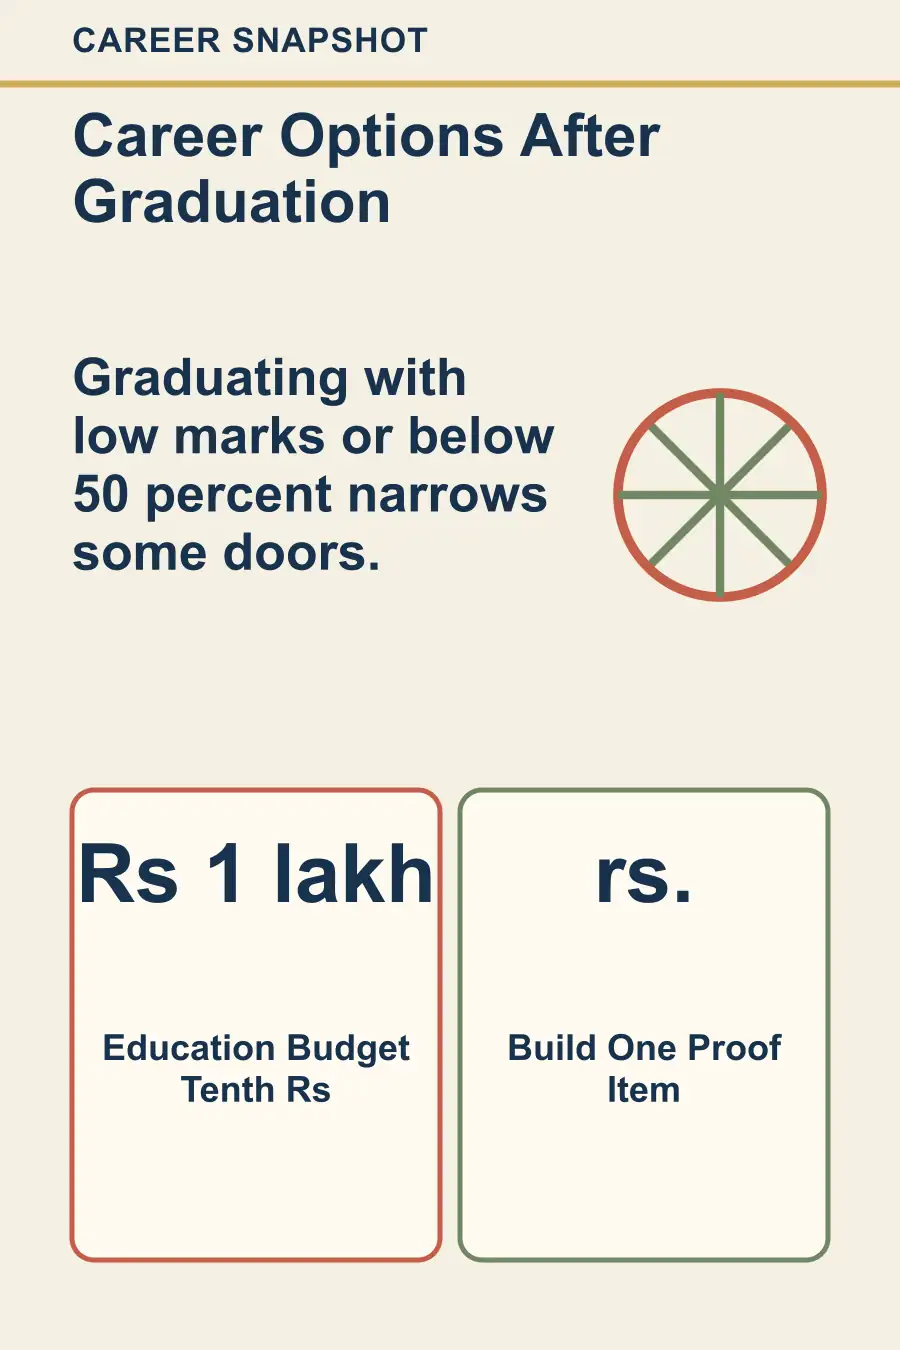 CAREER SNAPSHOT
Career Options After
Graduation
Graduating with
low marks or below
50 percent narrows
some doors.
Rs 1 lakh
Education Budget
Tenth Rs
rs.
Build One Proof
Item